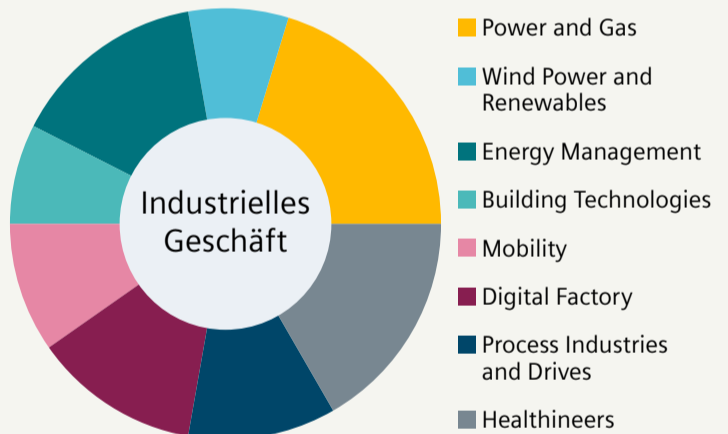 Industrielles
Geschäft
Power and Gas
Wind Power and
Renewables
Energy Management
Building Technologies
Mobility
Digital Factory
Process Industries
and Drives
Healthineers